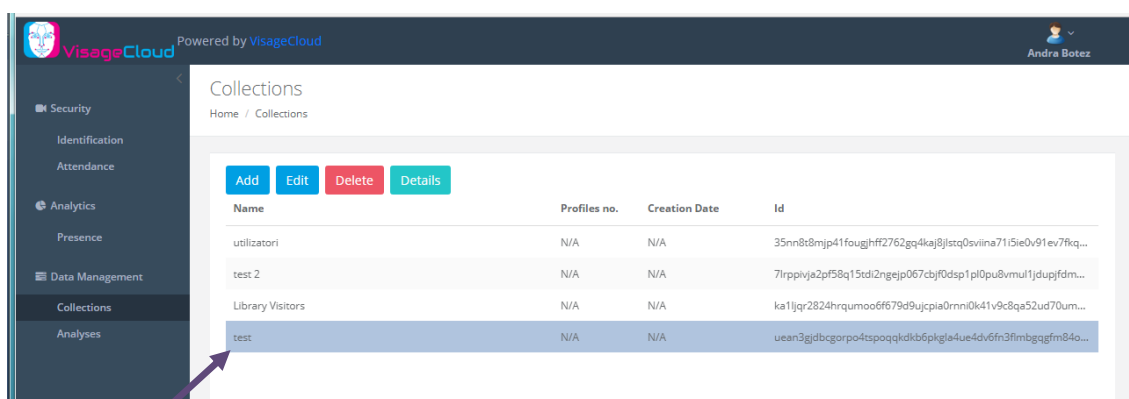 VisageCloud Powered by VisageCloud
Andra Botez
Security
Identification
Attendance
Analytics
Presence
Data Management
Collections
Analyses
Collections
Home / Collections
Add Edit Delete Details
Name Profiles no. Creation Date Id
utilizatori N/A N/A 35nn8t8mjp41fougjhff2762gq4kaj8jlstq0sviina71i5ie0v91ev7fkq...
test 2 N/A N/A 7lrppivja2pf58q15tdi2ngejp067cbjf0dsp1pl0pu8vmul1jdupjfdm...
Library Visitors N/A N/A ka1ljqr2824hrqumoo6f679d9ujcpia0rnni0k41v9c8qa52ud70um...
test N/A N/A uean3gjdbcgorpo4tspoqqkdkb6pkgla4ue4dv6fn3flmbgqgfm84o...